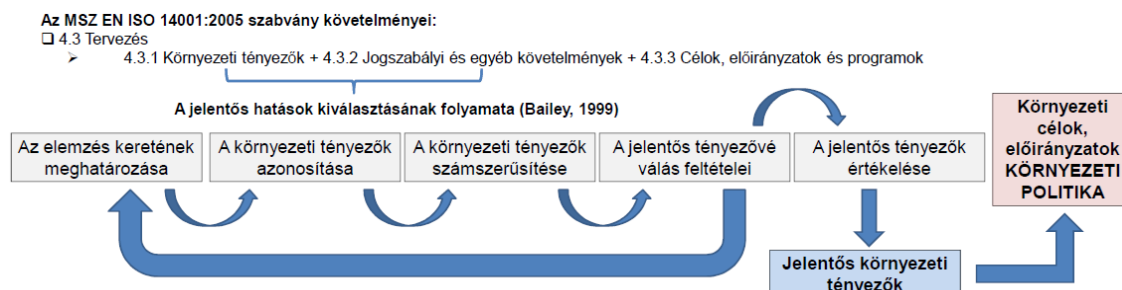 Az MSZ EN ISO 14001:2005 szabvány követelményei:
❑ 4.3 Tervezés
➢ 4.3.1 Környezeti tényezők + 4.3.2 Jogszabályi és egyéb követelmények + 4.3.3 Célok, előirányzatok és programok
A jelentős hatások kiválasztásának folyamata (Bailey, 1999)
Az elemzés keretének
meghatározása
A környezeti tényezők
azonosítása
A környezeti tényezők
számszerűsítése
A jelentős tényezővé
válás feltételei
A jelentős tényezők
értékelése
Környezeti
célok,
előirányzatok
KÖRNYEZETI
POLITIKA
Jelentős környezeti
tényezők